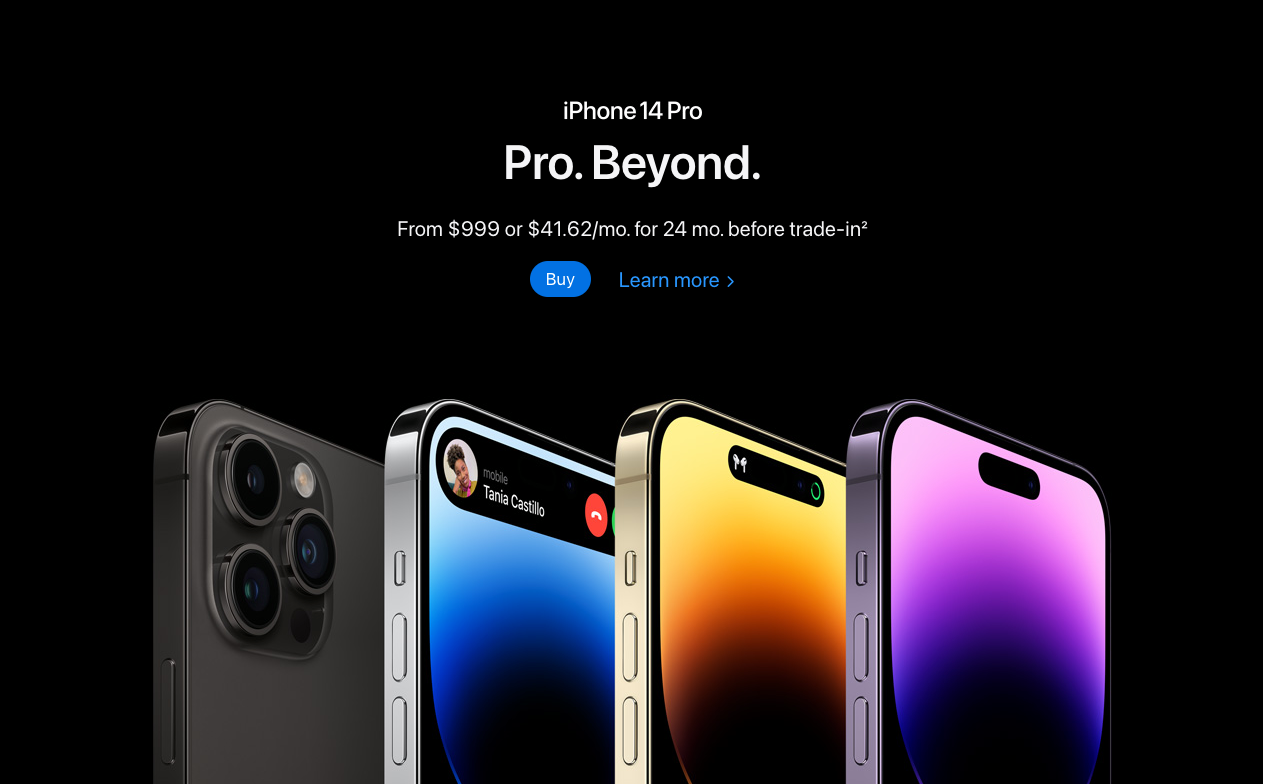 iPhone 14 Pro
Pro. Beyond.
From $999 or $41.62/mo. for 24 mo. before trade-in²
Buy
Learn more >
mobile
Tania Castillo